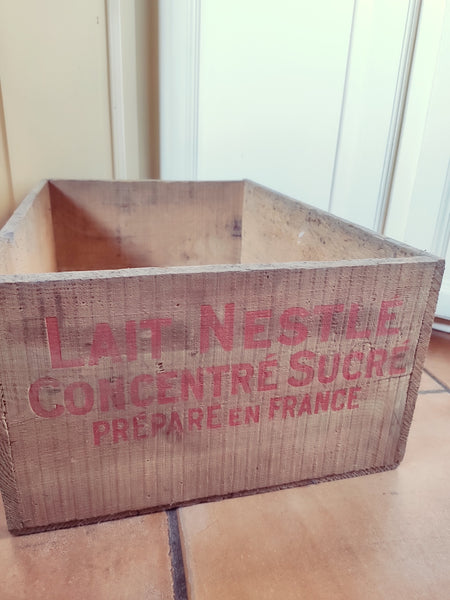 LAIT NESTLÉ
CONCENTRÉ SUCRÉ
PRÉPARÉ EN FRANCE